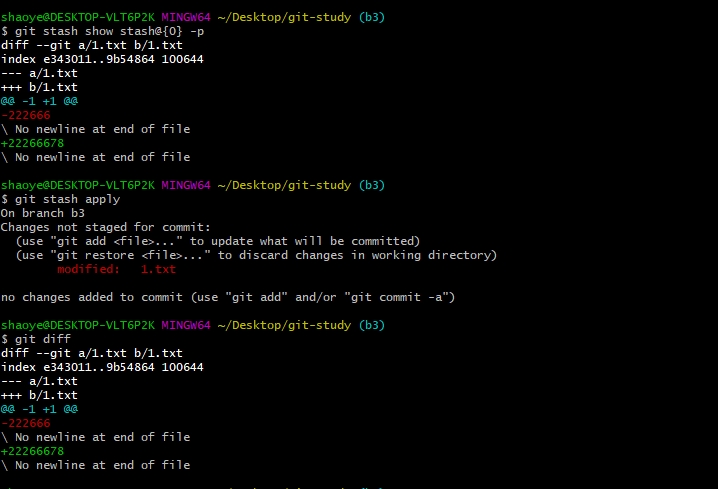 shaoye@DESKTOP-VLT6P2K MINGW64 ~/Desktop/git-study (b3)
$ git stash show stash@{0} -p
diff --git a/1.txt b/1.txt
index e343011..9b54864 100644
--- a/1.txt
+++ b/1.txt
@@ -1 +1 @@
-222666
\ No newline at end of file
+22266678
\ No newline at end of file
shaoye@DESKTOP-VLT6P2K MINGW64 ~/Desktop/git-study (b3)
$ git stash apply
On branch b3
Changes not staged for commit:
  (use "git add <file>..." to update what will be committed)
  (use "git restore <file>..." to discard changes in working directory)
        modified:   1.txt
no changes added to commit (use "git add" and/or "git commit -a")
shaoye@DESKTOP-VLT6P2K MINGW64 ~/Desktop/git-study (b3)
$ git diff
diff --git a/1.txt b/1.txt
index e343011..9b54864 100644
--- a/1.txt
+++ b/1.txt
@@ -1 +1 @@
-222666
\ No newline at end of file
+22266678
\ No newline at end of file